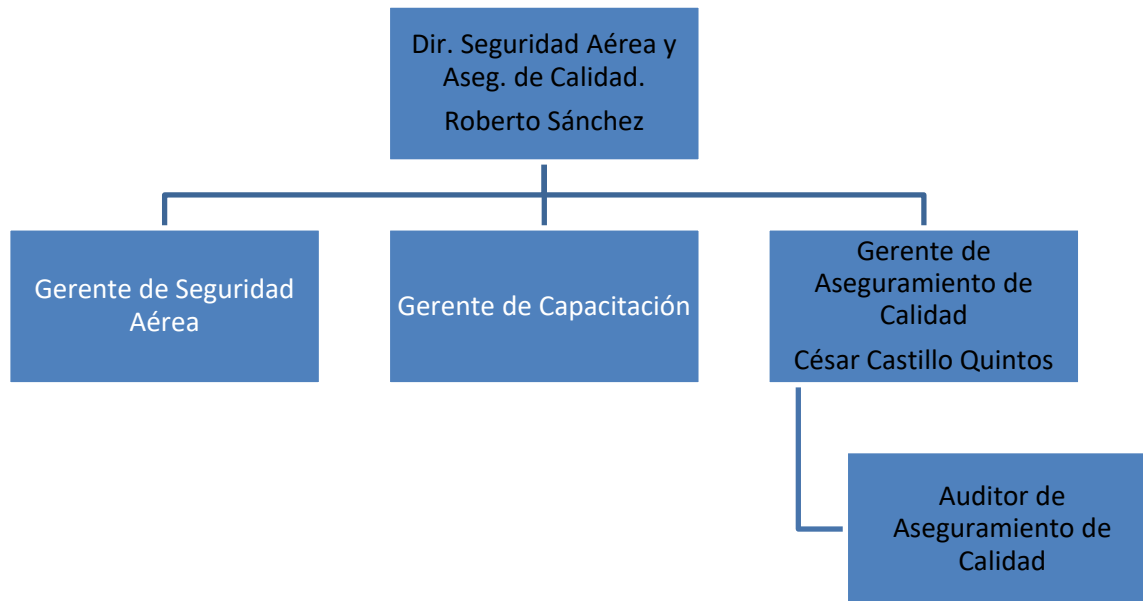 Dir. Seguridad Aérea y
Aseg. de Calidad.
Roberto Sánchez
Gerente de Seguridad
Aérea
Gerente de Capacitación
Gerente de
Aseguramiento de
Calidad
César Castillo Quintos
Auditor de
Aseguramiento de
Calidad